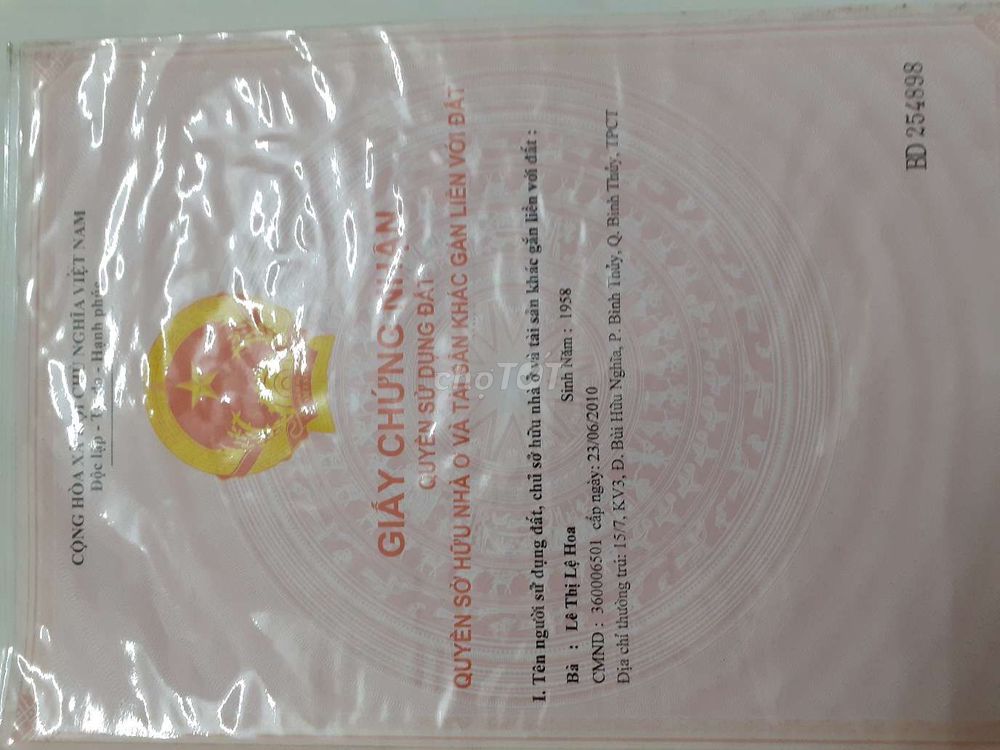 CỘNG HÒA XÃ HỘI CHỦ NGHĨA VIỆT NAM
Độc lập - Tự do - Hạnh phúc
GIẤY CHỨNG NHẬN
QUYỀN SỬ DỤNG ĐẤT
QUYỀN SỞ HỮU NHÀ Ở VÀ TÀI SẢN KHÁC GẮN LIỀN VỚI ĐẤT
I. Tên người sử dụng đất, chủ sở hữu nhà ở và tài sản khác gắn liền với đất :
Bà : Lê Thị Lệ Hoa Sinh Năm : 1958
CMND : 360006501 cấp ngày: 23/06/2010
Địa chỉ thường trú: 15/7, KV3, Đ. Bùi Hữu Nghĩa, P. Bình Thủy, Q. Bình Thủy, TPCT
BD 254898
chợTỐT